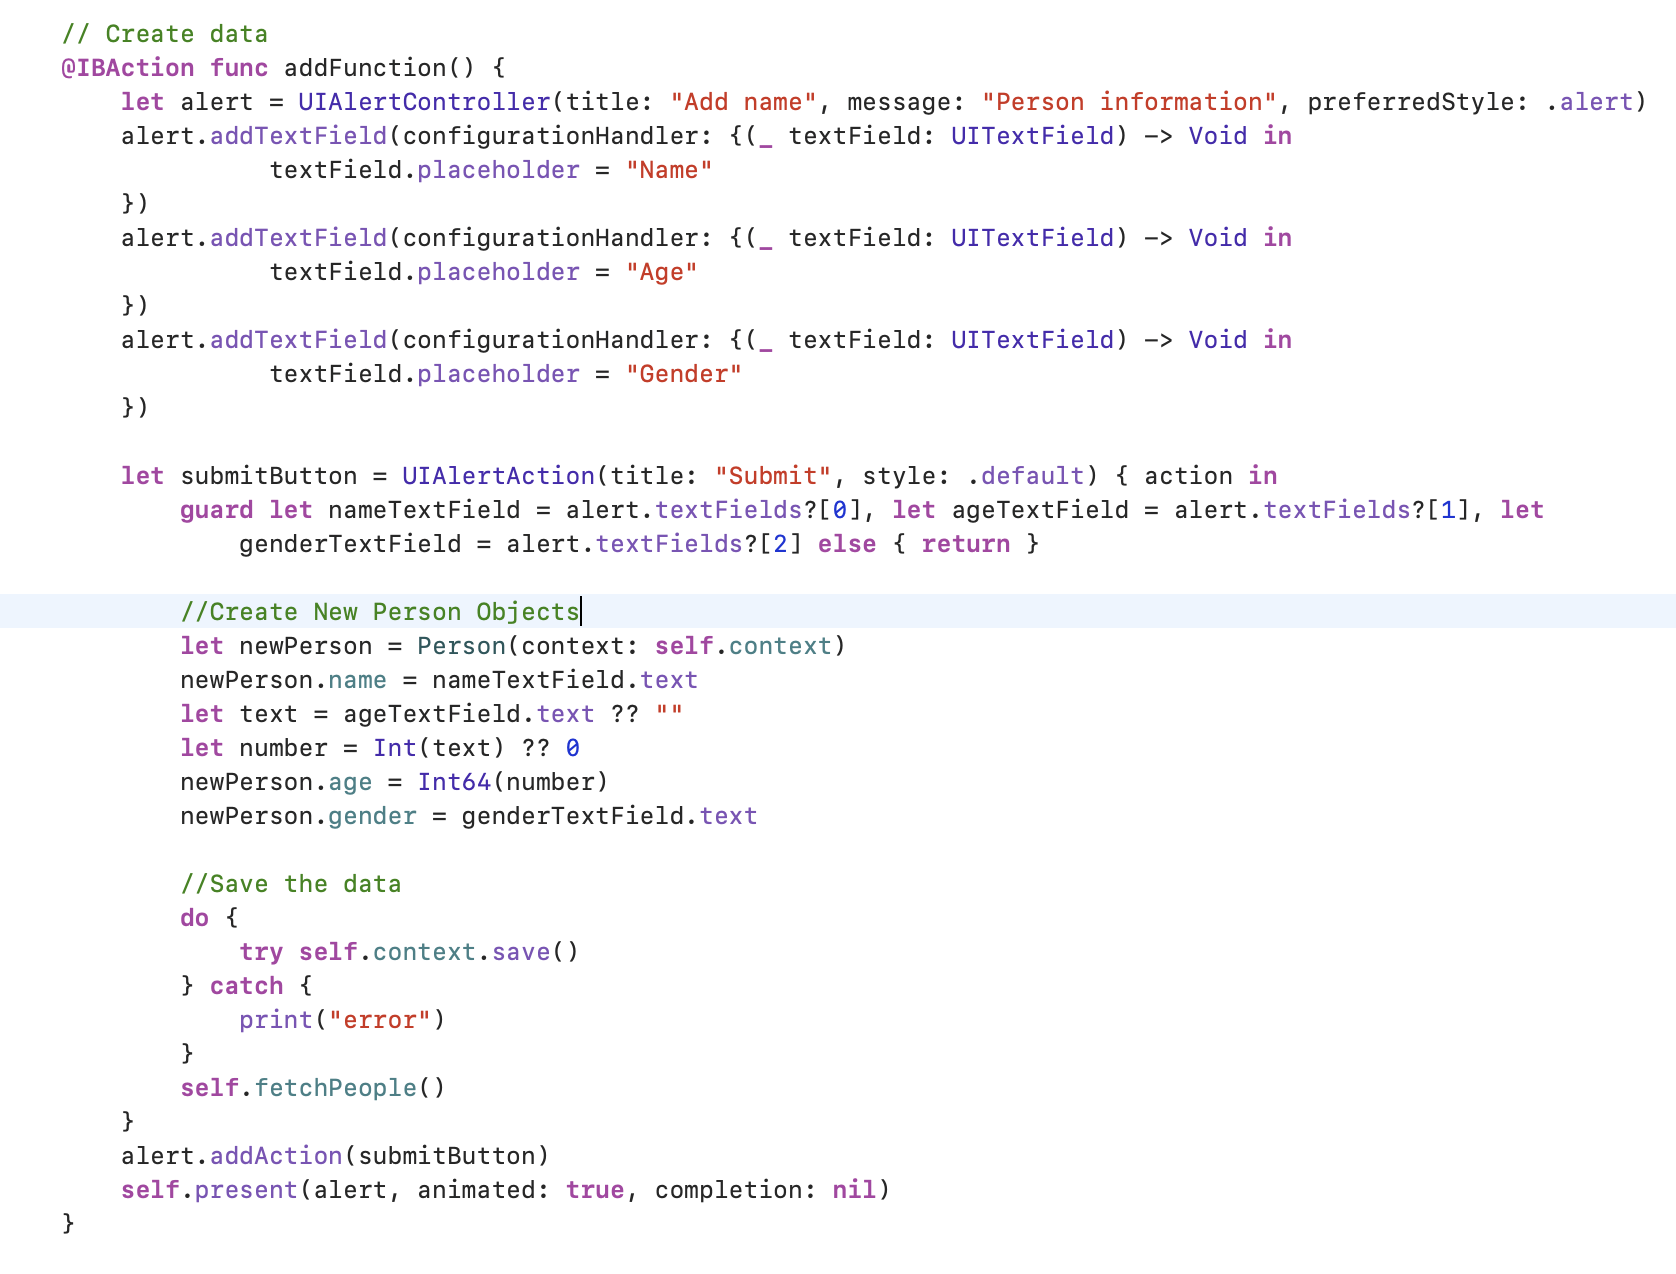 // Create data
@IBAction func addFunction() {
    let alert = UIAlertController(title: "Add name", message: "Person information", preferredStyle: .alert)
    alert.addTextField(configurationHandler: {(_ textField: UITextField) -> Void in
              textField.placeholder = "Name"
    })
    alert.addTextField(configurationHandler: {(_ textField: UITextField) -> Void in
              textField.placeholder = "Age"
    })
    alert.addTextField(configurationHandler: {(_ textField: UITextField) -> Void in
              textField.placeholder = "Gender"
    })

    let submitButton = UIAlertAction(title: "Submit", style: .default) { action in
        guard let nameTextField = alert.textFields?[0], let ageTextField = alert.textFields?[1], let
            genderTextField = alert.textFields?[2] else { return }

        //Create New Person Objects
        let newPerson = Person(context: self.context)
        newPerson.name = nameTextField.text
        let text = ageTextField.text ?? ""
        let number = Int(text) ?? 0
        newPerson.age = Int64(number)
        newPerson.gender = genderTextField.text

        //Save the data
        do {
            try self.context.save()
        } catch {
            print("error")
        }
        self.fetchPeople()
    }
    alert.addAction(submitButton)
    self.present(alert, animated: true, completion: nil)
}